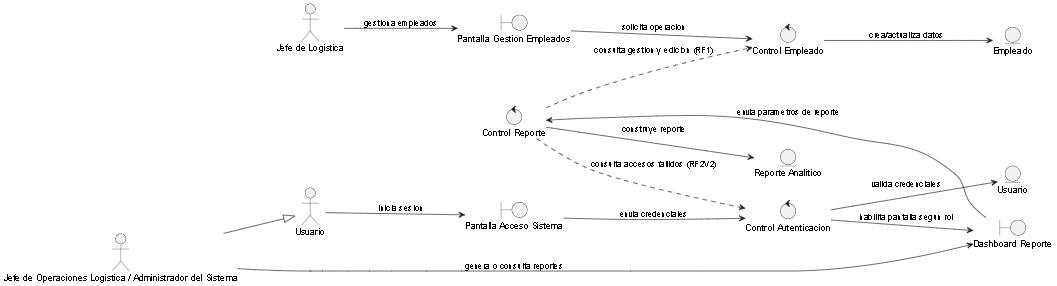 gestiona empleados
solicita operacion
crea/actualiza datos
Jefe de Logistica
Pantalla Gestion Empleados
Control Empleado
Empleado
consulta gestion y edicion (RF1)
envia parametros de reporte
Control Reporte
construye reporte
Reporte Analitico
consulta accesos fallidos (RF2V2)
valida credenciales
Usuario
inicia sesion
envia credenciales
habilita pantalla segun rol
Usuario
Pantalla Acceso Sistema
Control Autenticacion
Dashboard Reporte
genera o consulta reportes
Jefe de Operaciones Logistica / Administrador del Sistema